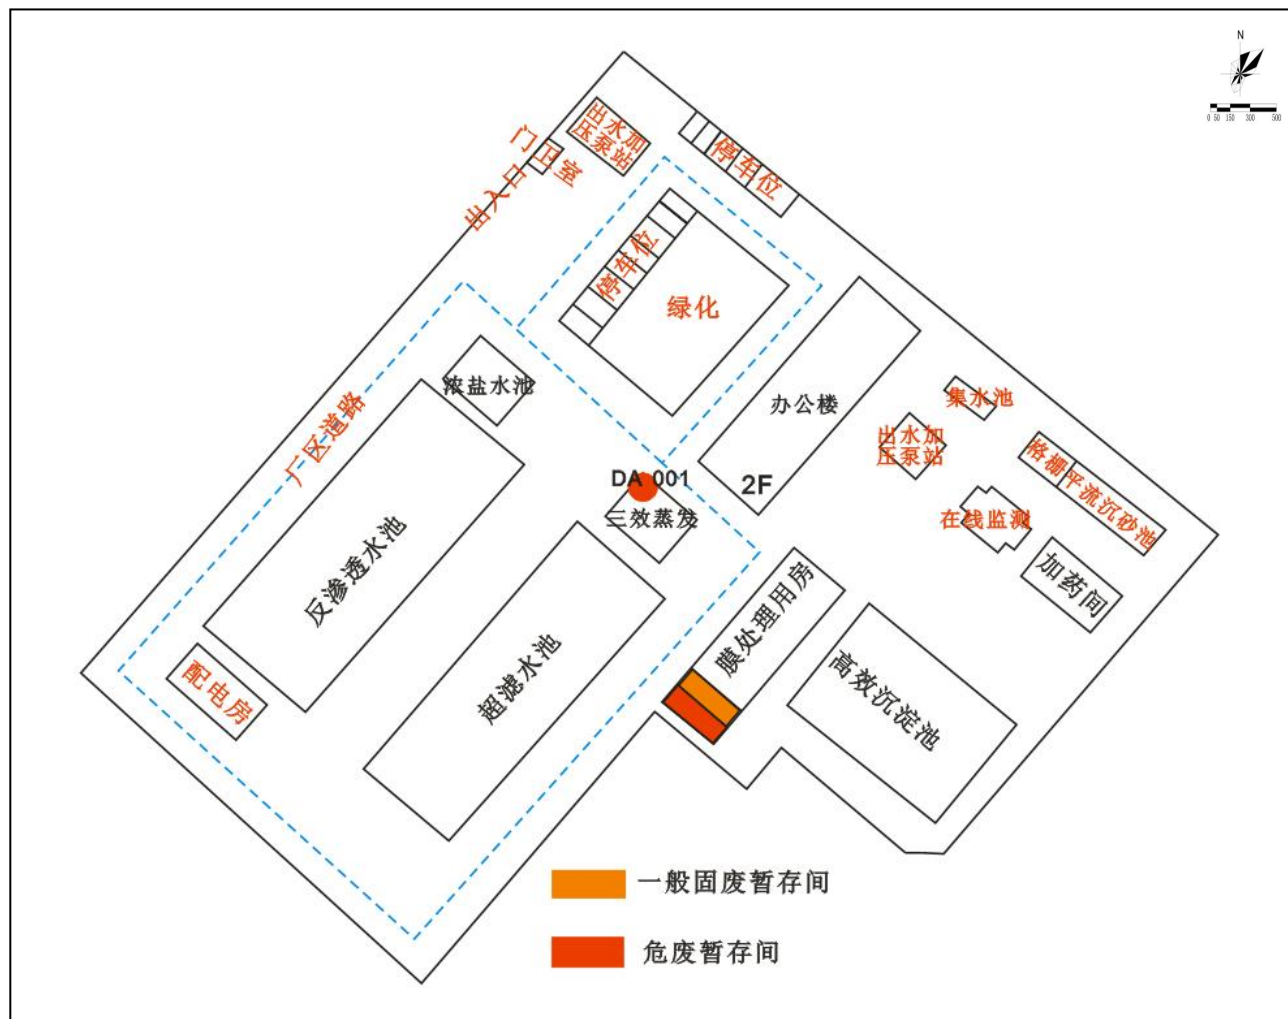 N
0 50 150 300 500
出水加
压泵站
门卫室
停车位
出入口
停车位
绿化
浓盐水池
办公楼
集水池
出水加
压泵站
厂区道路
格栅
平流沉砂池
DA 001
2F
三效蒸发
在线监测
反渗透水池
加药间
膜处理用房
超滤水池
高效沉淀池
配电房
一般固废暂存间
危废暂存间